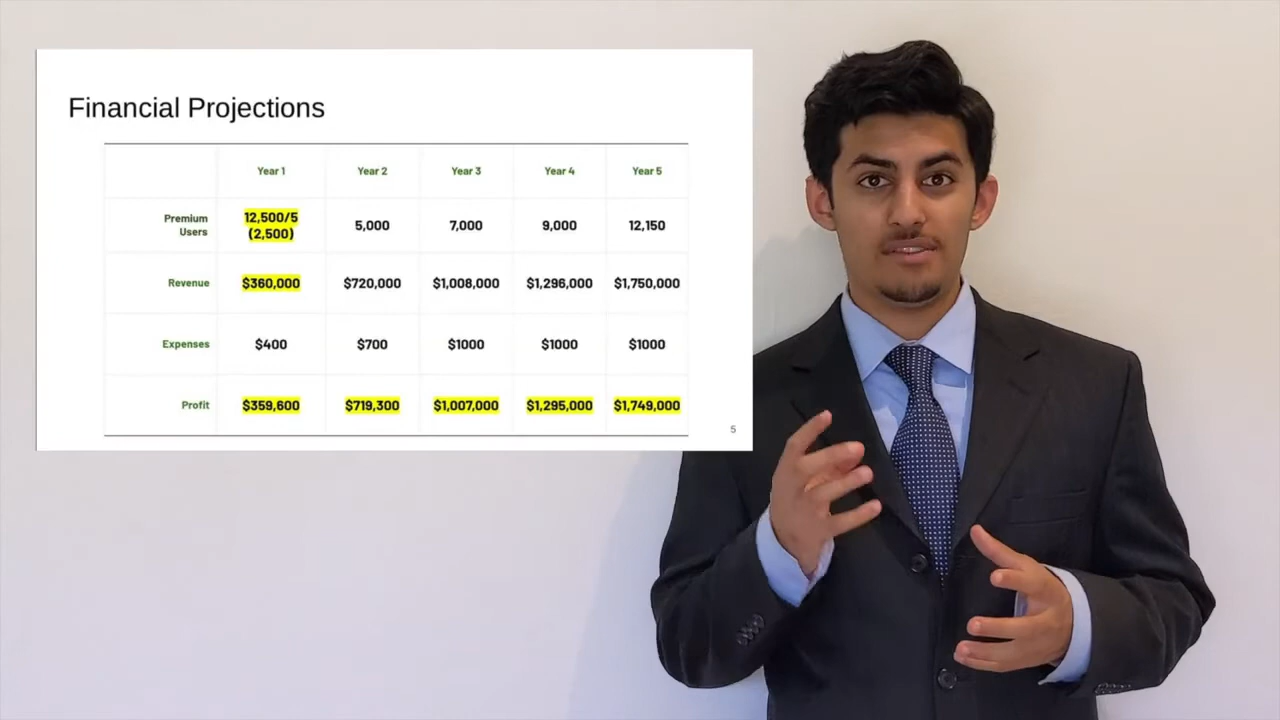 Financial Projections
Year 1 Year 2 Year 3 Year 4 Year 5
Premium
Users
12,500/5
(2,500)
5,000 7,000 9,000 12,150
Revenue $360,000 $720,000 $1,008,000 $1,296,000 $1,750,000
Expenses $400 $700 $1000 $1000 $1000
Profit $359,600 $719,300 $1,007,000 $1,295,000 $1,749,000
5